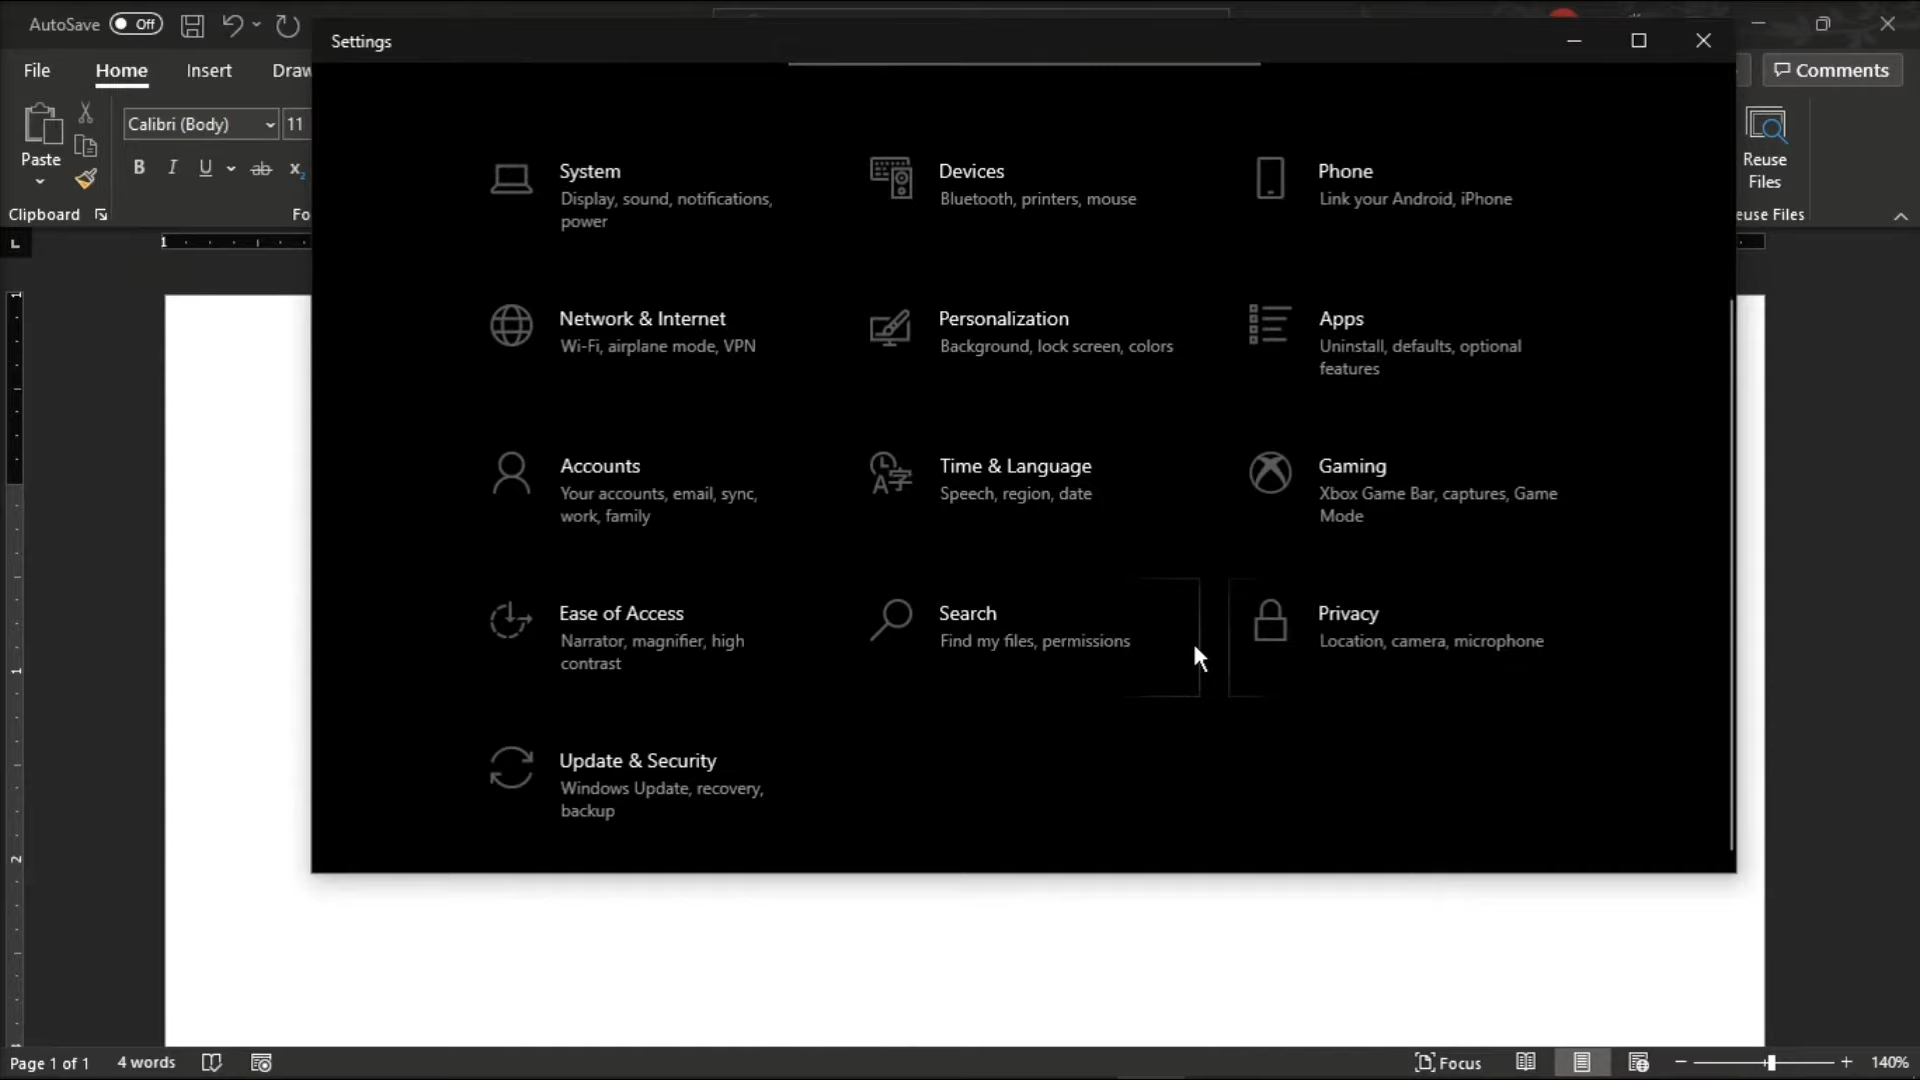 AutoSave Off
Settings
File Home Insert Draw
Comments
Calibri (Body) 11
Paste
B I U ab x
Reuse
Files
Clipboard
System
Display, sound, notifications,
power
Devices
Bluetooth, printers, mouse
Phone
Link your Android, iPhone
Network & Internet
Wi-Fi, airplane mode, VPN
Personalization
Background, lock screen, colors
Apps
Uninstall, defaults, optional
features
Accounts
Your accounts, email, sync,
work, family
Time & Language
Speech, region, date
Gaming
Xbox Game Bar, captures, Game
Mode
Ease of Access
Narrator, magnifier, high
contrast
Search
Find my files, permissions
Privacy
Location, camera, microphone
Update & Security
Windows Update, recovery,
backup
1
1
2
Page 1 of 1 4 words
Focus
140%